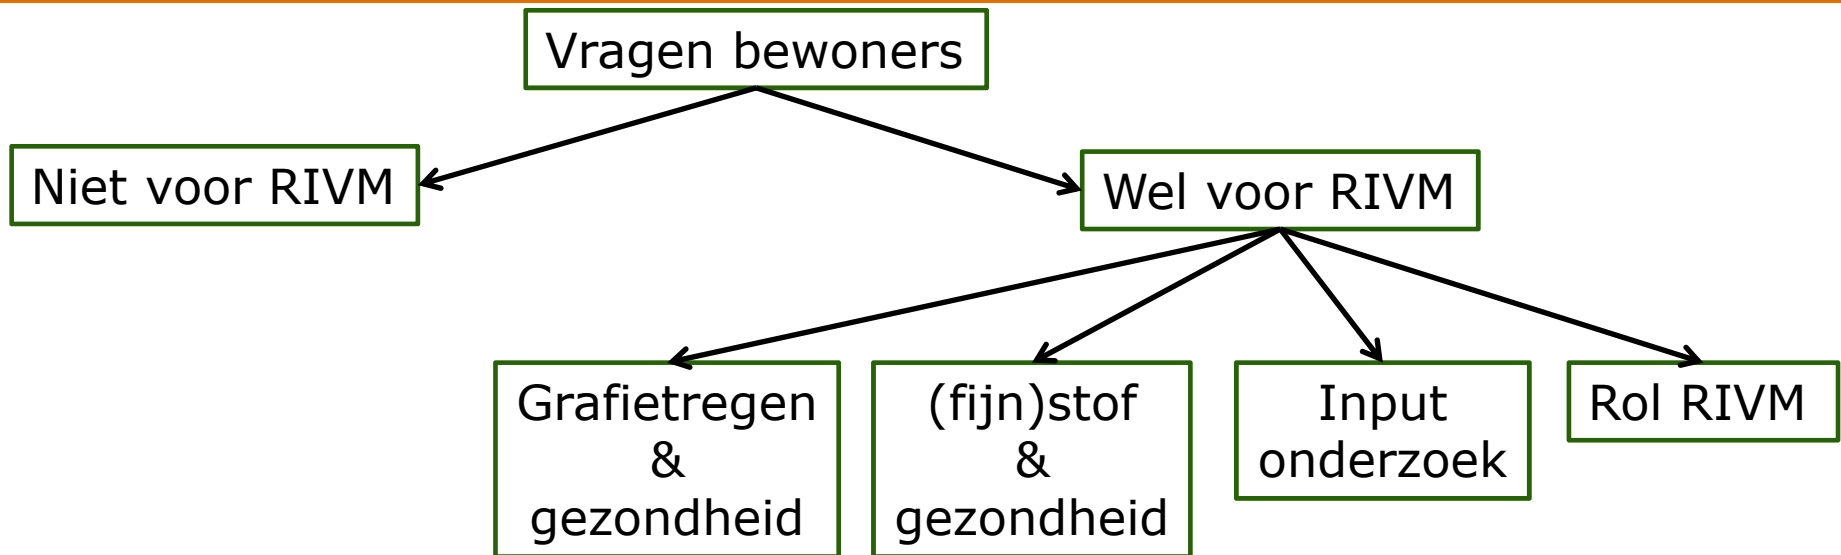 Vragen bewoners
Niet voor RIVM
Wel voor RIVM
Grafietregen
&
gezondheid
(fijn)stof
&
gezondheid
Input
onderzoek
Rol RIVM